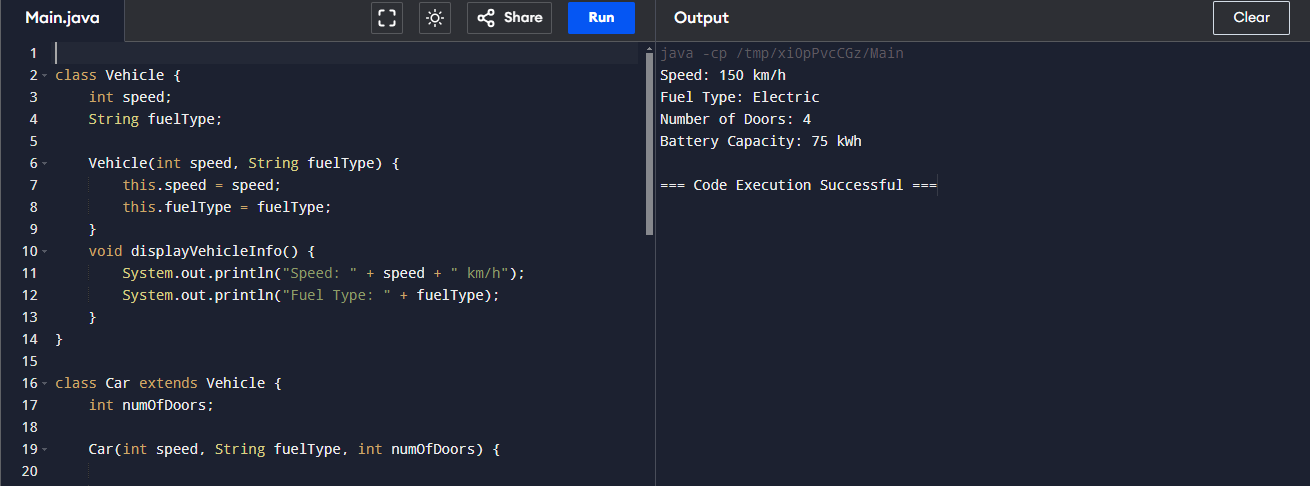 Main.java
Share
Run
Output
Clear
1
2 class Vehicle {
3     int speed;
4     String fuelType;
5
6     Vehicle(int speed, String fuelType) {
7         this.speed = speed;
8         this.fuelType = fuelType;
9     }
10     void displayVehicleInfo() {
11         System.out.println("Speed: " + speed + " km/h");
12         System.out.println("Fuel Type: " + fuelType);
13     }
14 }
15
16 class Car extends Vehicle {
17     int numOfDoors;
18
19     Car(int speed, String fuelType, int numOfDoors) {
20
java -cp /tmp/xiOpPvcCGz/Main
Speed: 150 km/h
Fuel Type: Electric
Number of Doors: 4
Battery Capacity: 75 kWh
=== Code Execution Successful ===